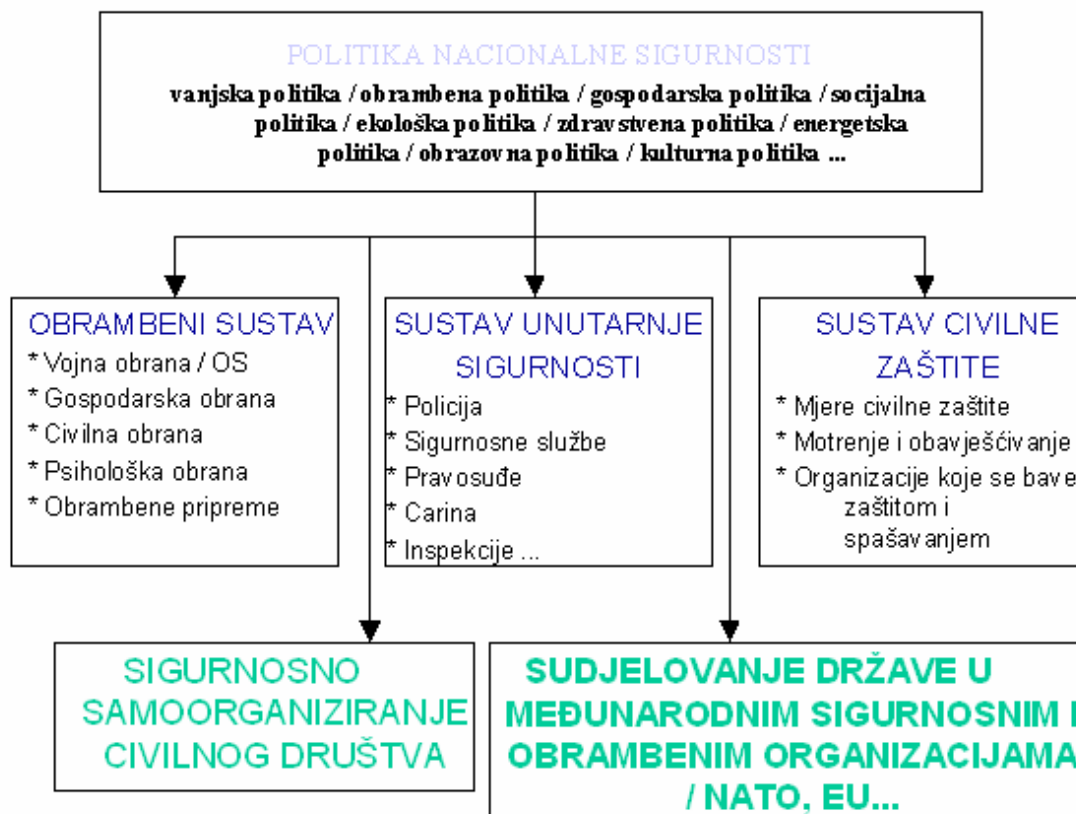 POLITIKA NACIONALNE SIGURNOSTI
vanjska politika / obrambena politika / gospodarska politika / socijalna
politika / ekološka politika / zdravstvena politika / energetska
politika / obrazovna politika / kulturna politika ...
OBRAMBENI SUSTAV
* Vojna obrana / OS
* Gospodarska obrana
* Civilna obrana
* Psihološka obrana
* Obrambene pripreme
SUSTAV UNUTARNJE
SIGURNOSTI
* Policija
* Sigurnosne službe
* Pravosuđe
* Carina
* Inspekcije ...
SUSTAV CIVILNE
ZAŠTITE
* Mjere civilne zaštite
* Motrenje i obavješćivanje
* Organizacije koje se bave
zaštitom i
spašavanjem
SIGURNOSNO
SAMOORGANIZIRANJE
CIVILNOG DRUŠTVA
SUDJELOVANJE DRŽAVE U
MEĐUNARODNIM SIGURNOSNIM I
OBRAMBENIM ORGANIZACIJAMA
/ NATO, EU...